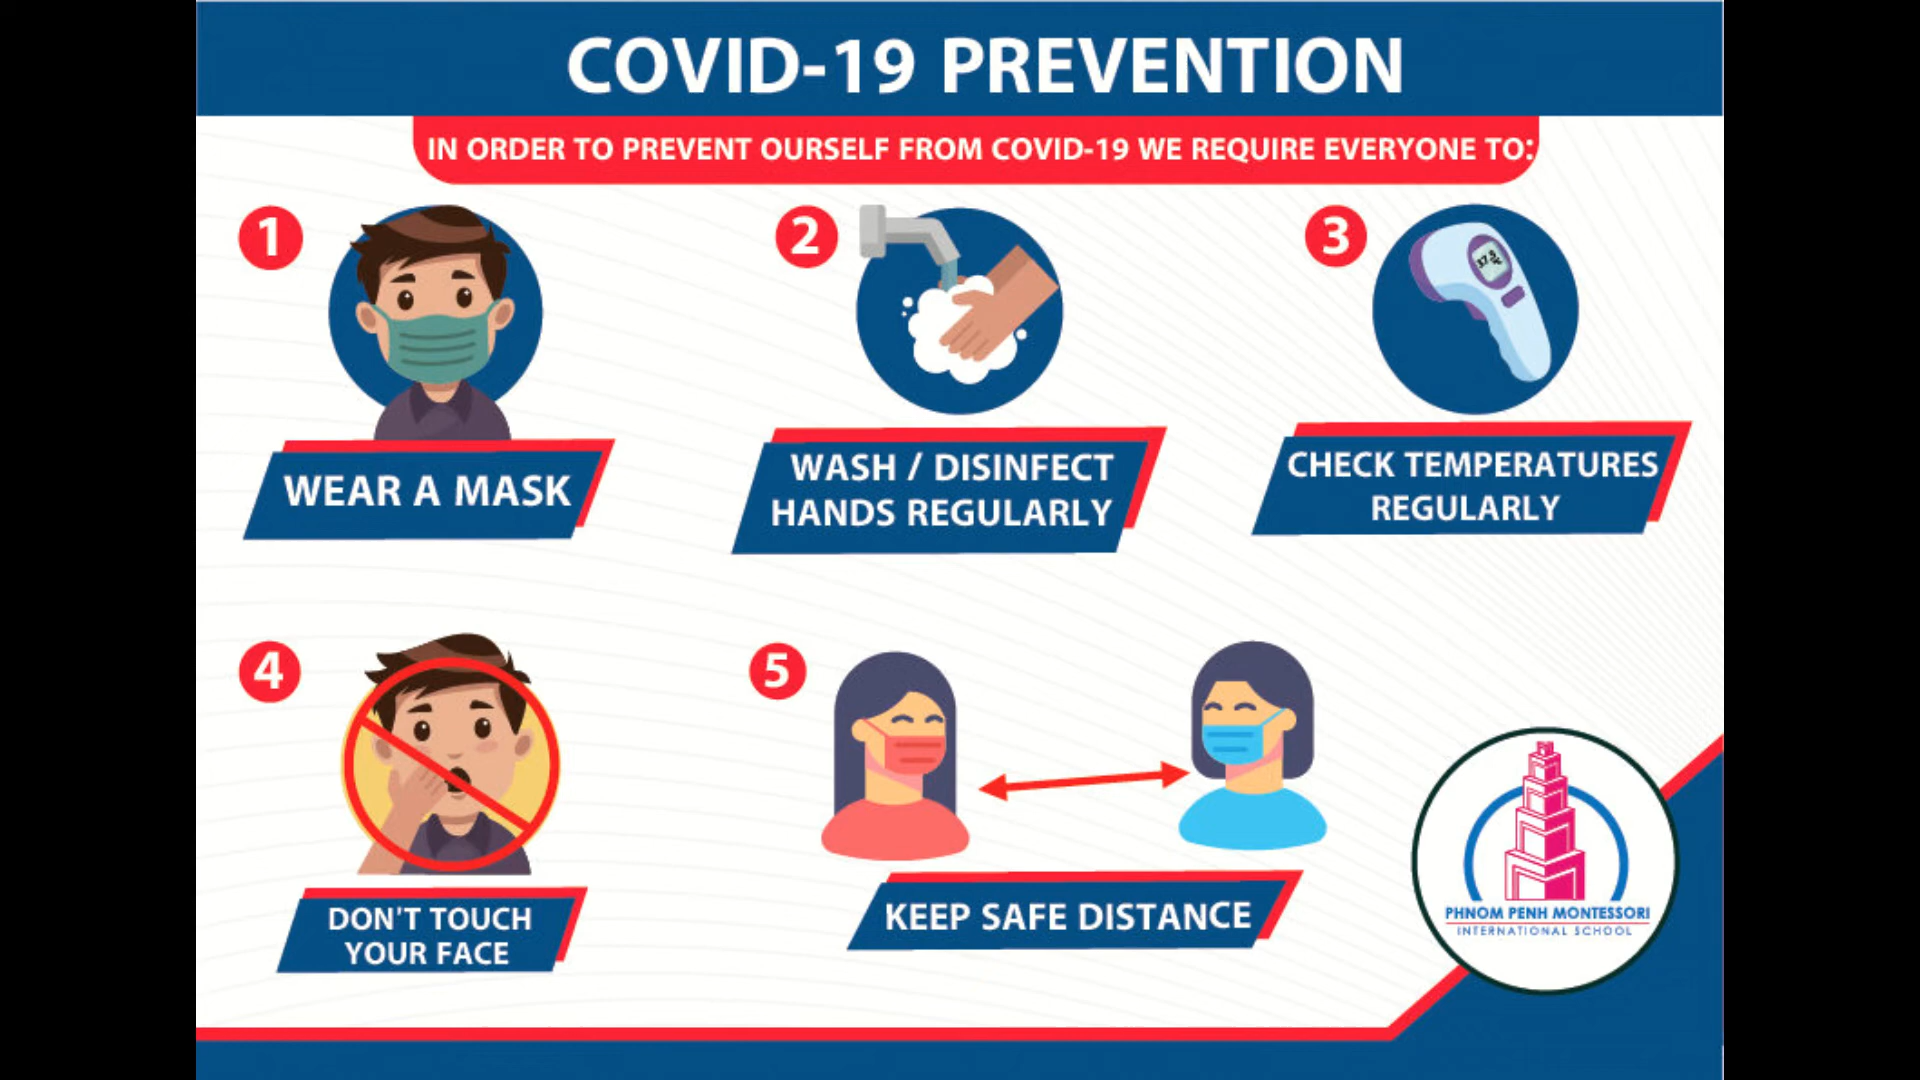 COVID-19 PREVENTION
IN ORDER TO PREVENT OURSELF FROM COVID-19 WE REQUIRE EVERYONE TO:
1
WEAR A MASK
2
WASH / DISINFECT
HANDS REGULARLY
3
37.5
°C
CHECK TEMPERATURES
REGULARLY
4
DON'T TOUCH
YOUR FACE
5
KEEP SAFE DISTANCE
PHNOM PENH MONTESSORI
INTERNATIONAL SCHOOL